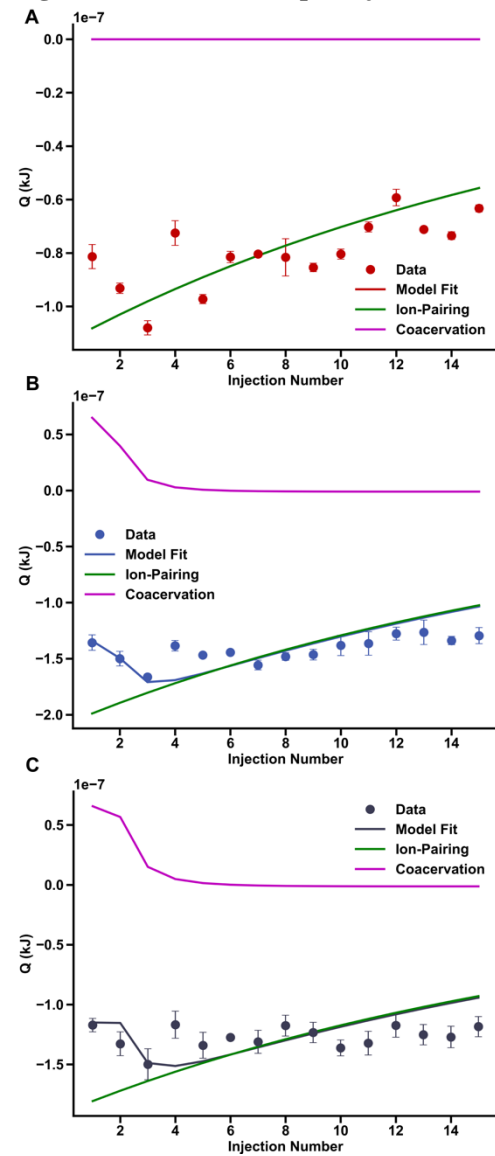 A
1e−7
0.0
−0.2
−0.4
−0.6
−0.8
−1.0
Q (kJ)
Data
Model Fit
Ion-Pairing
Coacervation
2 4 6 8 10 12 14
Injection Number
B
1e−7
0.5
0.0
−0.5
−1.0
−1.5
−2.0
Q (kJ)
Data
Model Fit
Ion-Pairing
Coacervation
2 4 6 8 10 12 14
Injection Number
C
1e−7
0.5
0.0
−0.5
−1.0
−1.5
Q (kJ)
Data
Model Fit
Ion-Pairing
Coacervation
2 4 6 8 10 12 14
Injection Number